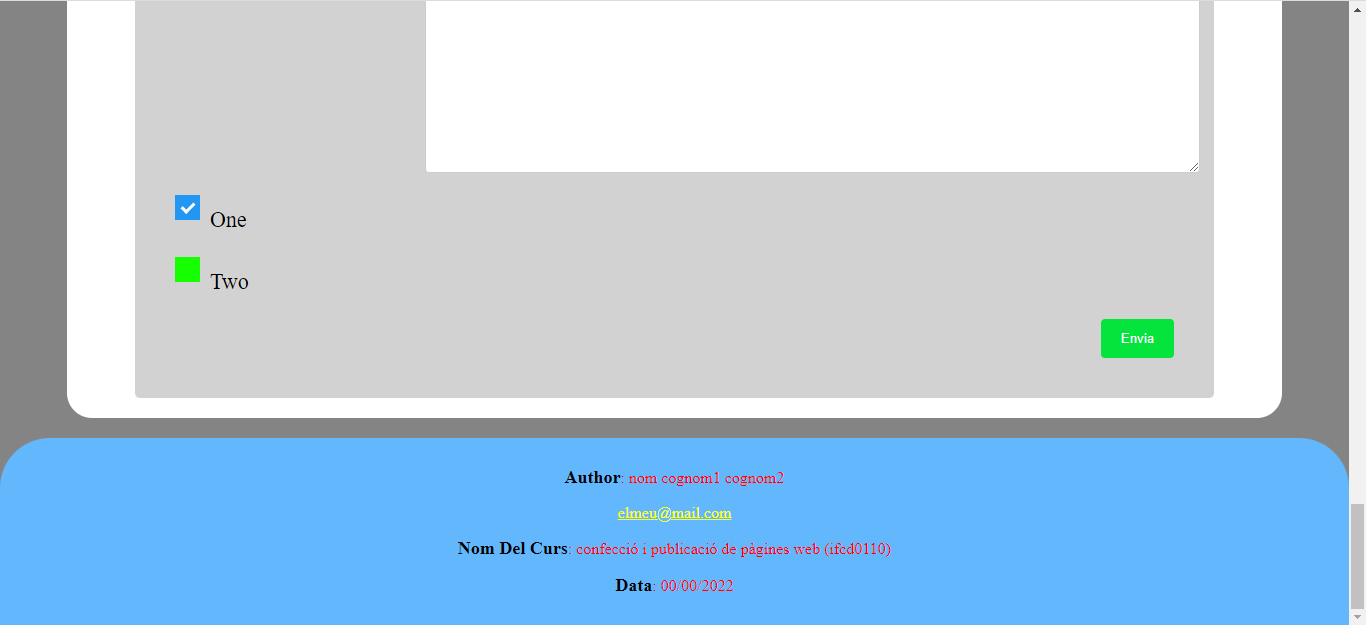 One
Two
Envia
Author: nom cognom1 cognom2
elmeu@mail.com
Nom Del Curs: confecció i publicació de pàgines web (ifcd0110)
Data: 00/00/2022